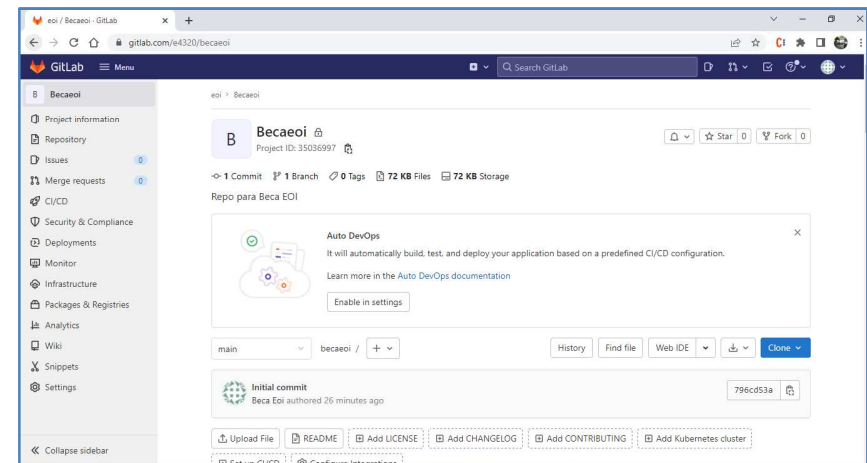 eoi / Becaeoi · GitLab
gitlab.com/e4320/becaeoi
GitLab Menu Search GitLab
B Becaeoi
Project information
Repository
Issues 0
Merge requests 0
CI/CD
Security & Compliance
Deployments
Monitor
Infrastructure
Packages & Registries
Analytics
Wiki
Snippets
Settings
Collapse sidebar
eoi > Becaeoi
B
Becaeoi
Project ID: 35036997
Star 0 Fork 0
1 Commit 1 Branch 0 Tags 72 KB Files 72 KB Storage
Repo para Beca EOI
Auto DevOps
It will automatically build, test, and deploy your application based on a predefined CI/CD configuration.
Learn more in the Auto DevOps documentation
Enable in settings
main becaeoi / + History Find file Web IDE Clone
Initial commit
Beca Eoi authored 26 minutes ago
796cd53a
Upload File README Add LICENSE Add CHANGELOG Add CONTRIBUTING Add Kubernetes cluster
Set up CI/CD Configure Integrations